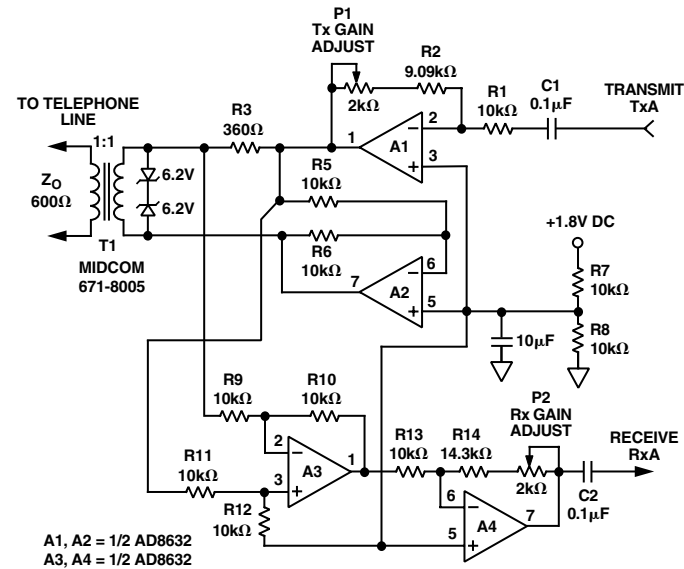 P1
Tx GAIN
ADJUST
2kΩ
R2
9.09kΩ
R1
10kΩ
C1
0.1μF
TRANSMIT
TxA
TO TELEPHONE
LINE
1:1
ZO
600Ω
6.2V
6.2V
T1
MIDCOM
671-8005
R3
360Ω
1
2
3
A1
R5
10kΩ
R6
10kΩ
6
7
5
A2
+1.8V DC
R7
10kΩ
R8
10kΩ
10μF
R9
10kΩ
R10
10kΩ
R11
10kΩ
R12
10kΩ
2
3
1
A3
R13
10kΩ
R14
14.3kΩ
P2
Rx GAIN
ADJUST
2kΩ
6
5
7
A4
RECEIVE
RxA
C2
0.1μF
A1, A2 = 1/2 AD8632
A3, A4 = 1/2 AD8632